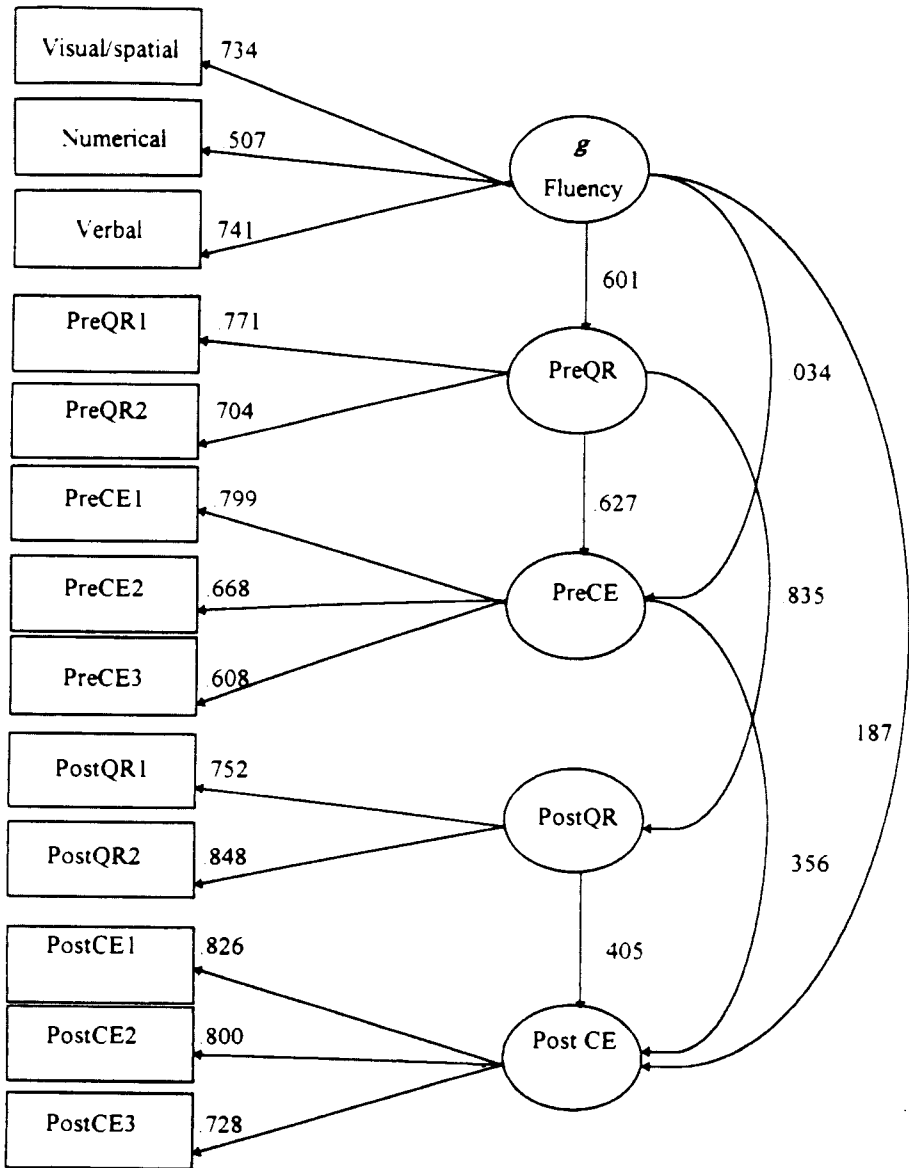 Visual/spatial
.734
Numerical
.507
Verbal
.741
g
Fluency
.601
PreQR1
.771
PreQR2
.704
PreQR
.034
PreCE1
.799
.627
PreCE2
.668
PreCE3
.608
PreCE
.835
.187
PostQR1
.752
PostQR2
.848
PostQR
.356
PostCE1
.826
.405
PostCE2
.800
PostCE3
.728
Post CE